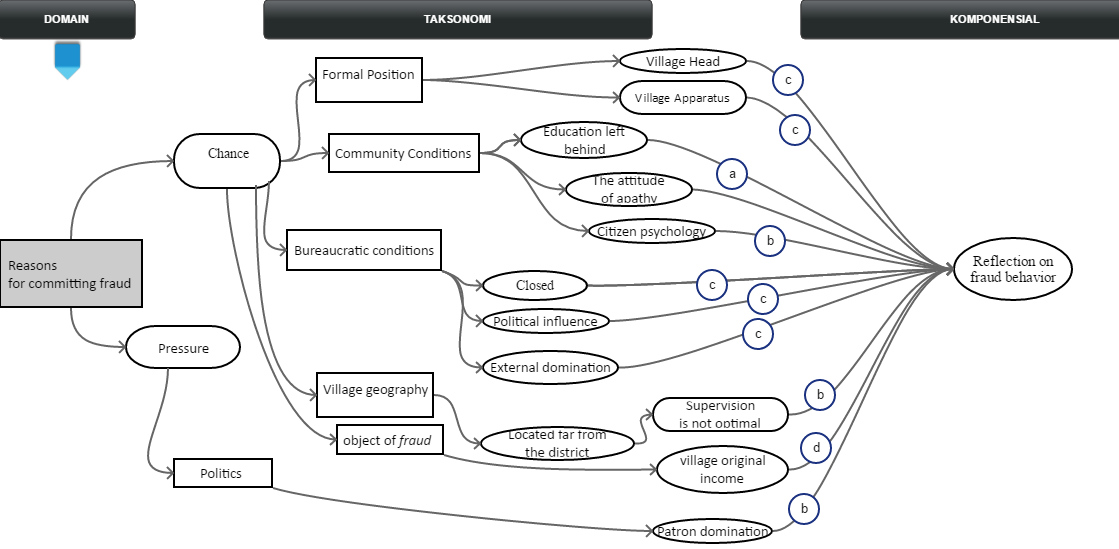 DOMAIN
TAKSONOMI
KOMPONENSIAL
Formal Position
Village Head
c
Village Apparatus
c
Chance
Community Conditions
Education left
behind
a
The attitude
of apathy
Citizen psychology
b
Reasons
for committing fraud
Bureaucratic conditions
Closed
c
Political influence
c
External domination
c
Reflection on
fraud behavior
Pressure
Village geography
Located far from
the district
Supervision
is not optimal
b
object of fraud
village original
income
d
Politics
Patron domination
b